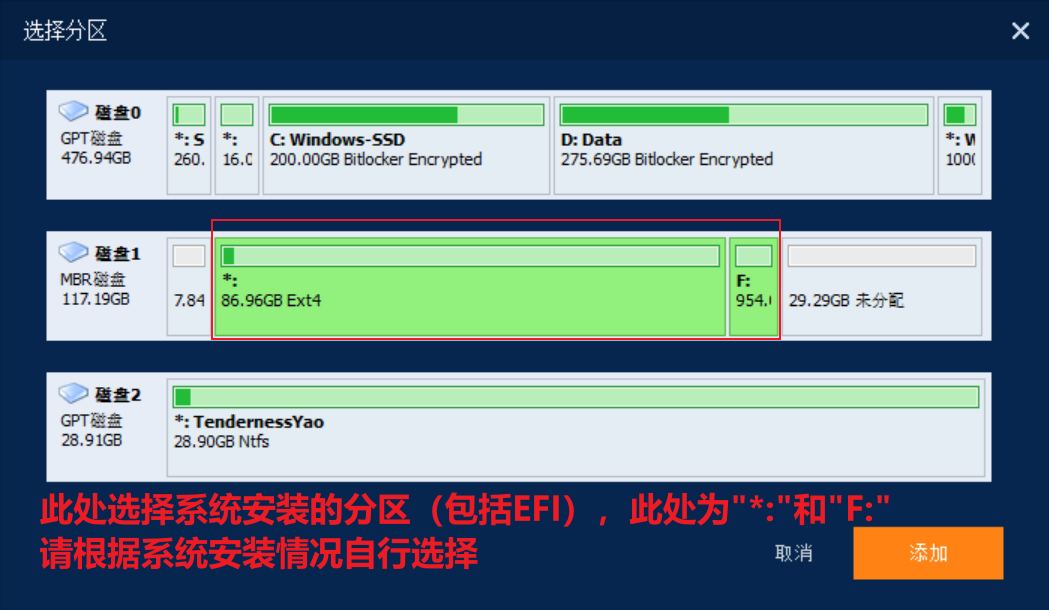 选择分区
磁盘0
GPT磁盘
476.94GB
*: S
260.
*:
16.0
C: Windows-SSD
200.00GB Bitlocker Encrypted
D: Data
275.69GB Bitlocker Encrypted
*: W
100
磁盘1
MBR磁盘
117.19GB
7.84
*:
86.96GB Ext4
F:
954.
29.29GB 未分配
磁盘2
GPT磁盘
28.91GB
*: TendernessYao
28.90GB Ntfs
此处选择系统安装的分区（包括EFI），此处为"*:"和"F:"
请根据系统安装情况自行选择
取消
添加